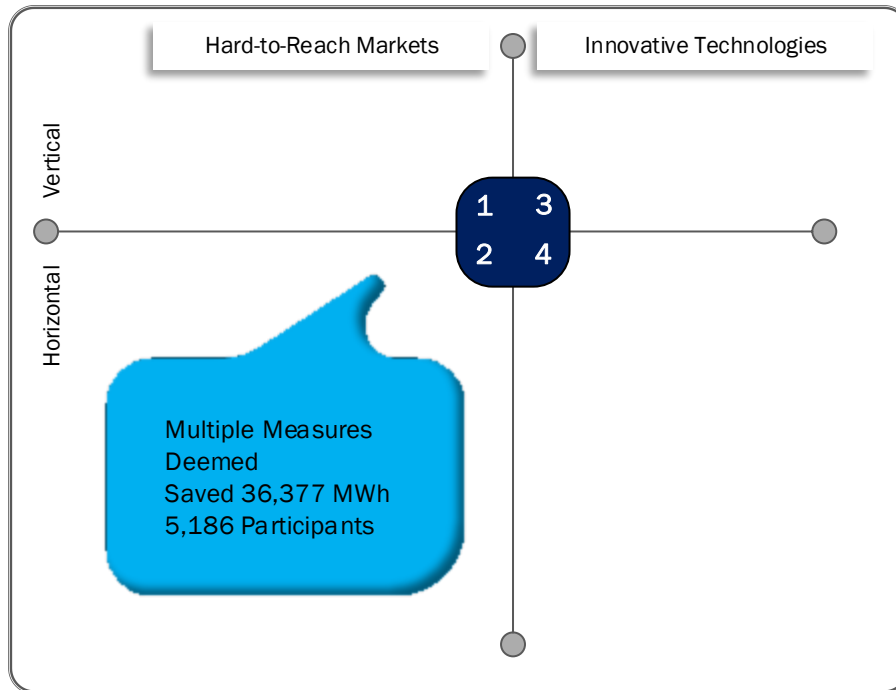 Hard-to-Reach Markets
Innovative Technologies
Vertical
1 3
2 4
Horizontal
Multiple Measures
Deemed
Saved 36,377 MWh
5,186 Participants